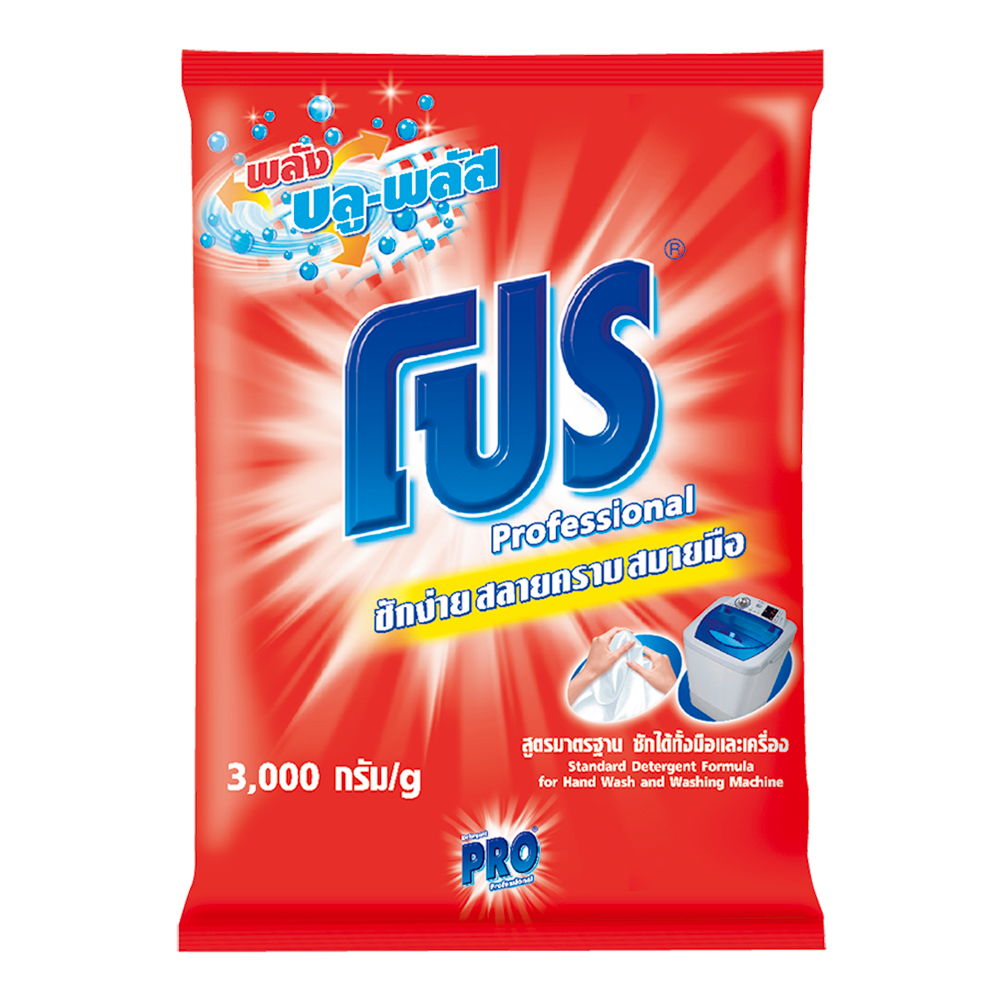 พลัง
บลู-พลัส
โปร®
Professional
ซักง่าย สลายคราบ สบายมือ
สูตรมาตรฐาน ซักได้ทั้งมือและเครื่อง
Standard Detergent Formula
for Hand Wash and Washing Machine
3,000 กรัม/g
Detergent
PRO®
Professional